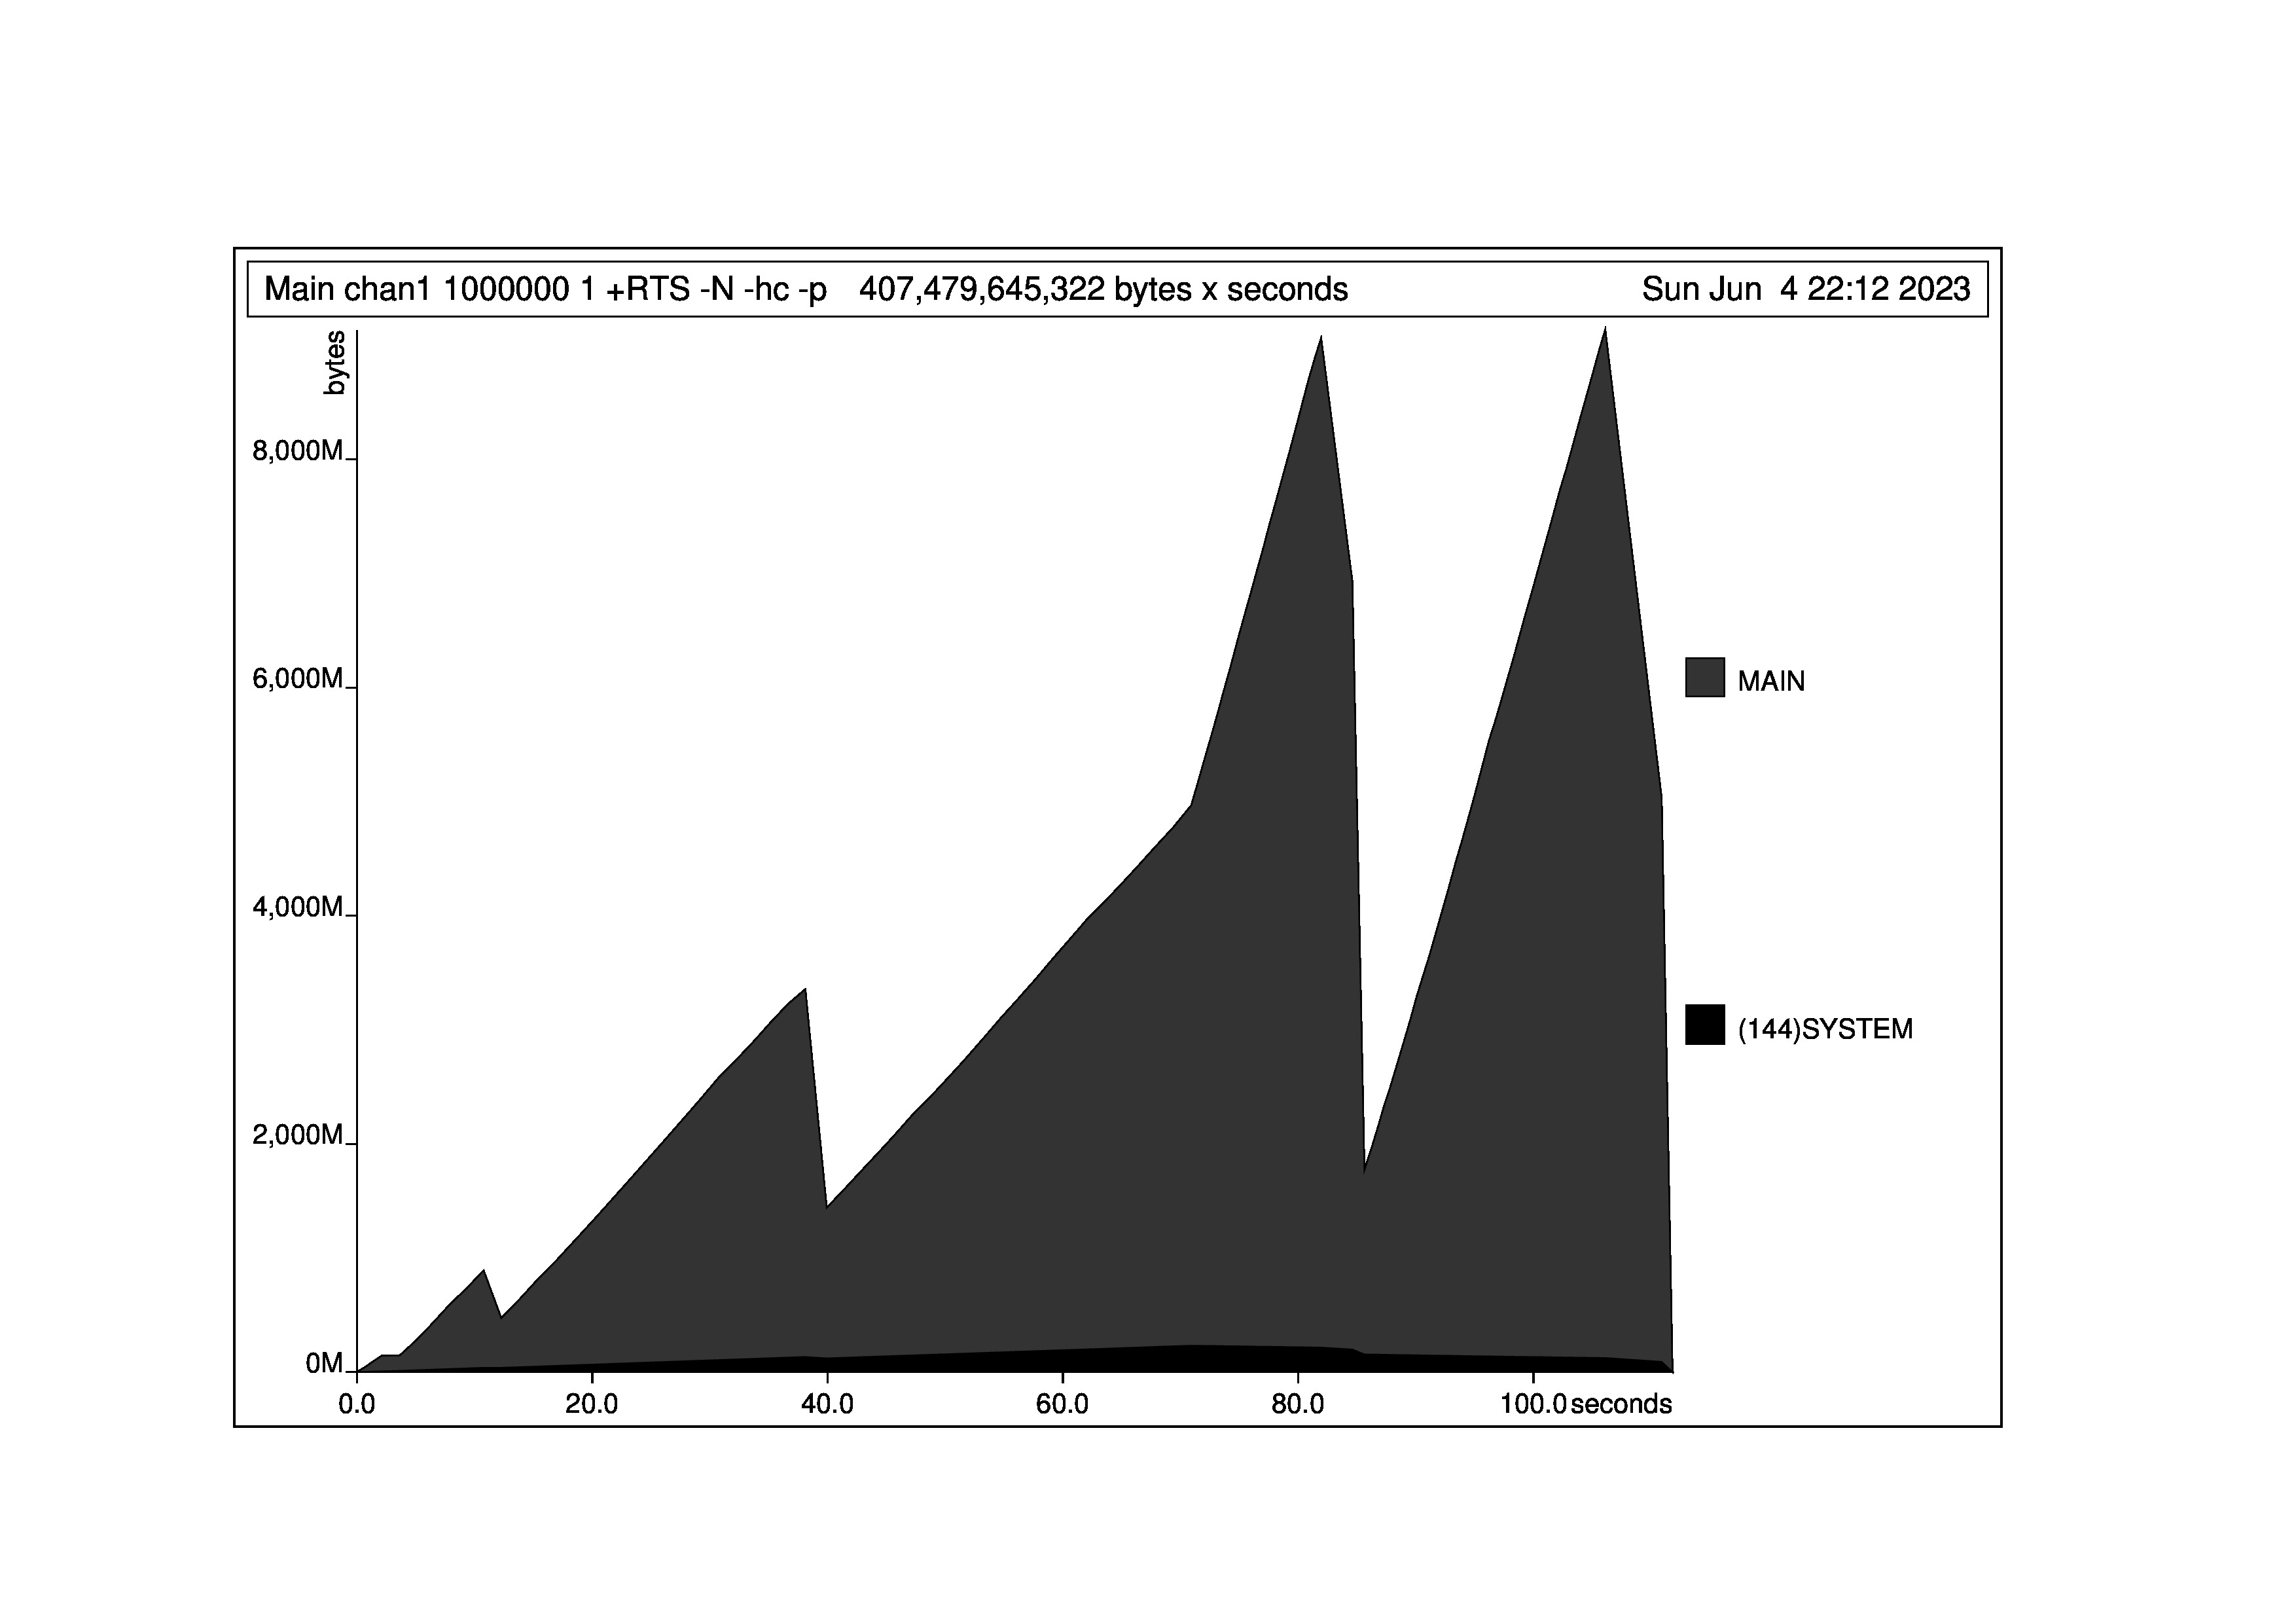 Main chan1 1000000 1 +RTS -N -hc -p 407,479,645,322 bytes x seconds Sun Jun 4 22:12 2023
bytes
8,000M
6,000M
4,000M
2,000M
0M
0.0 20.0 40.0 60.0 80.0 100.0 seconds
MAIN
(144)SYSTEM